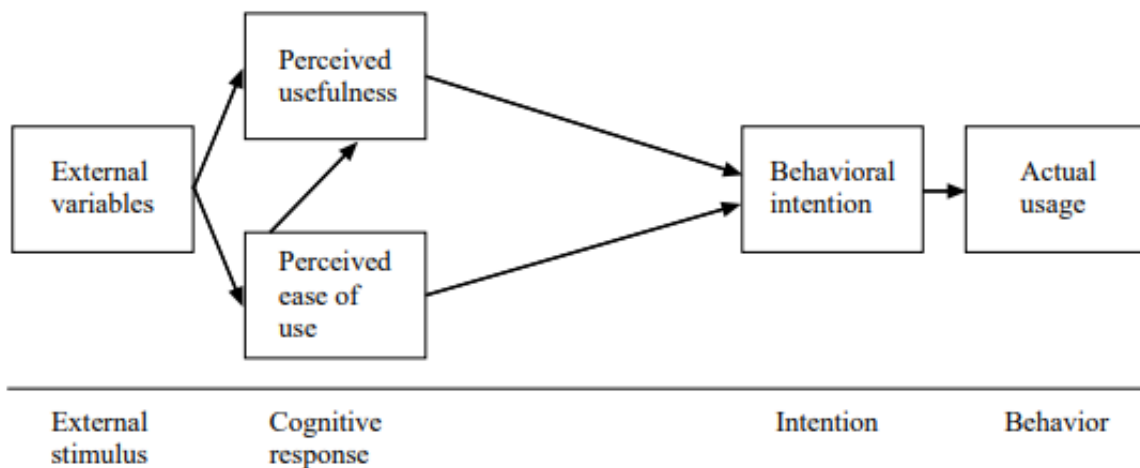 Perceived
usefulness
External
variables
Behavioral
intention
Actual
usage
Perceived
ease of
use
External
stimulus
Cognitive
response
Intention
Behavior